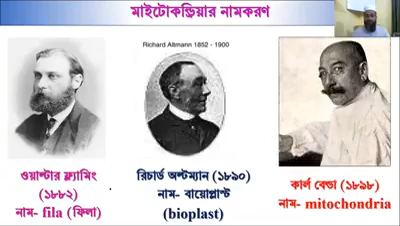 মাইটোকন্ড্রিয়ার নামকরণ
Richard Altmann 1852 - 1900
ওয়াল্টার ফ্ল্যামিং
(১৮৮২)
নাম- fila (ফিলা)
রিচার্ড অল্টম্যান (১৮৯০)
নাম- বায়োপ্লাস্ট
(bioplast)
কার্ল বেন্ডা (১৮৯৮)
নাম- mitochondria